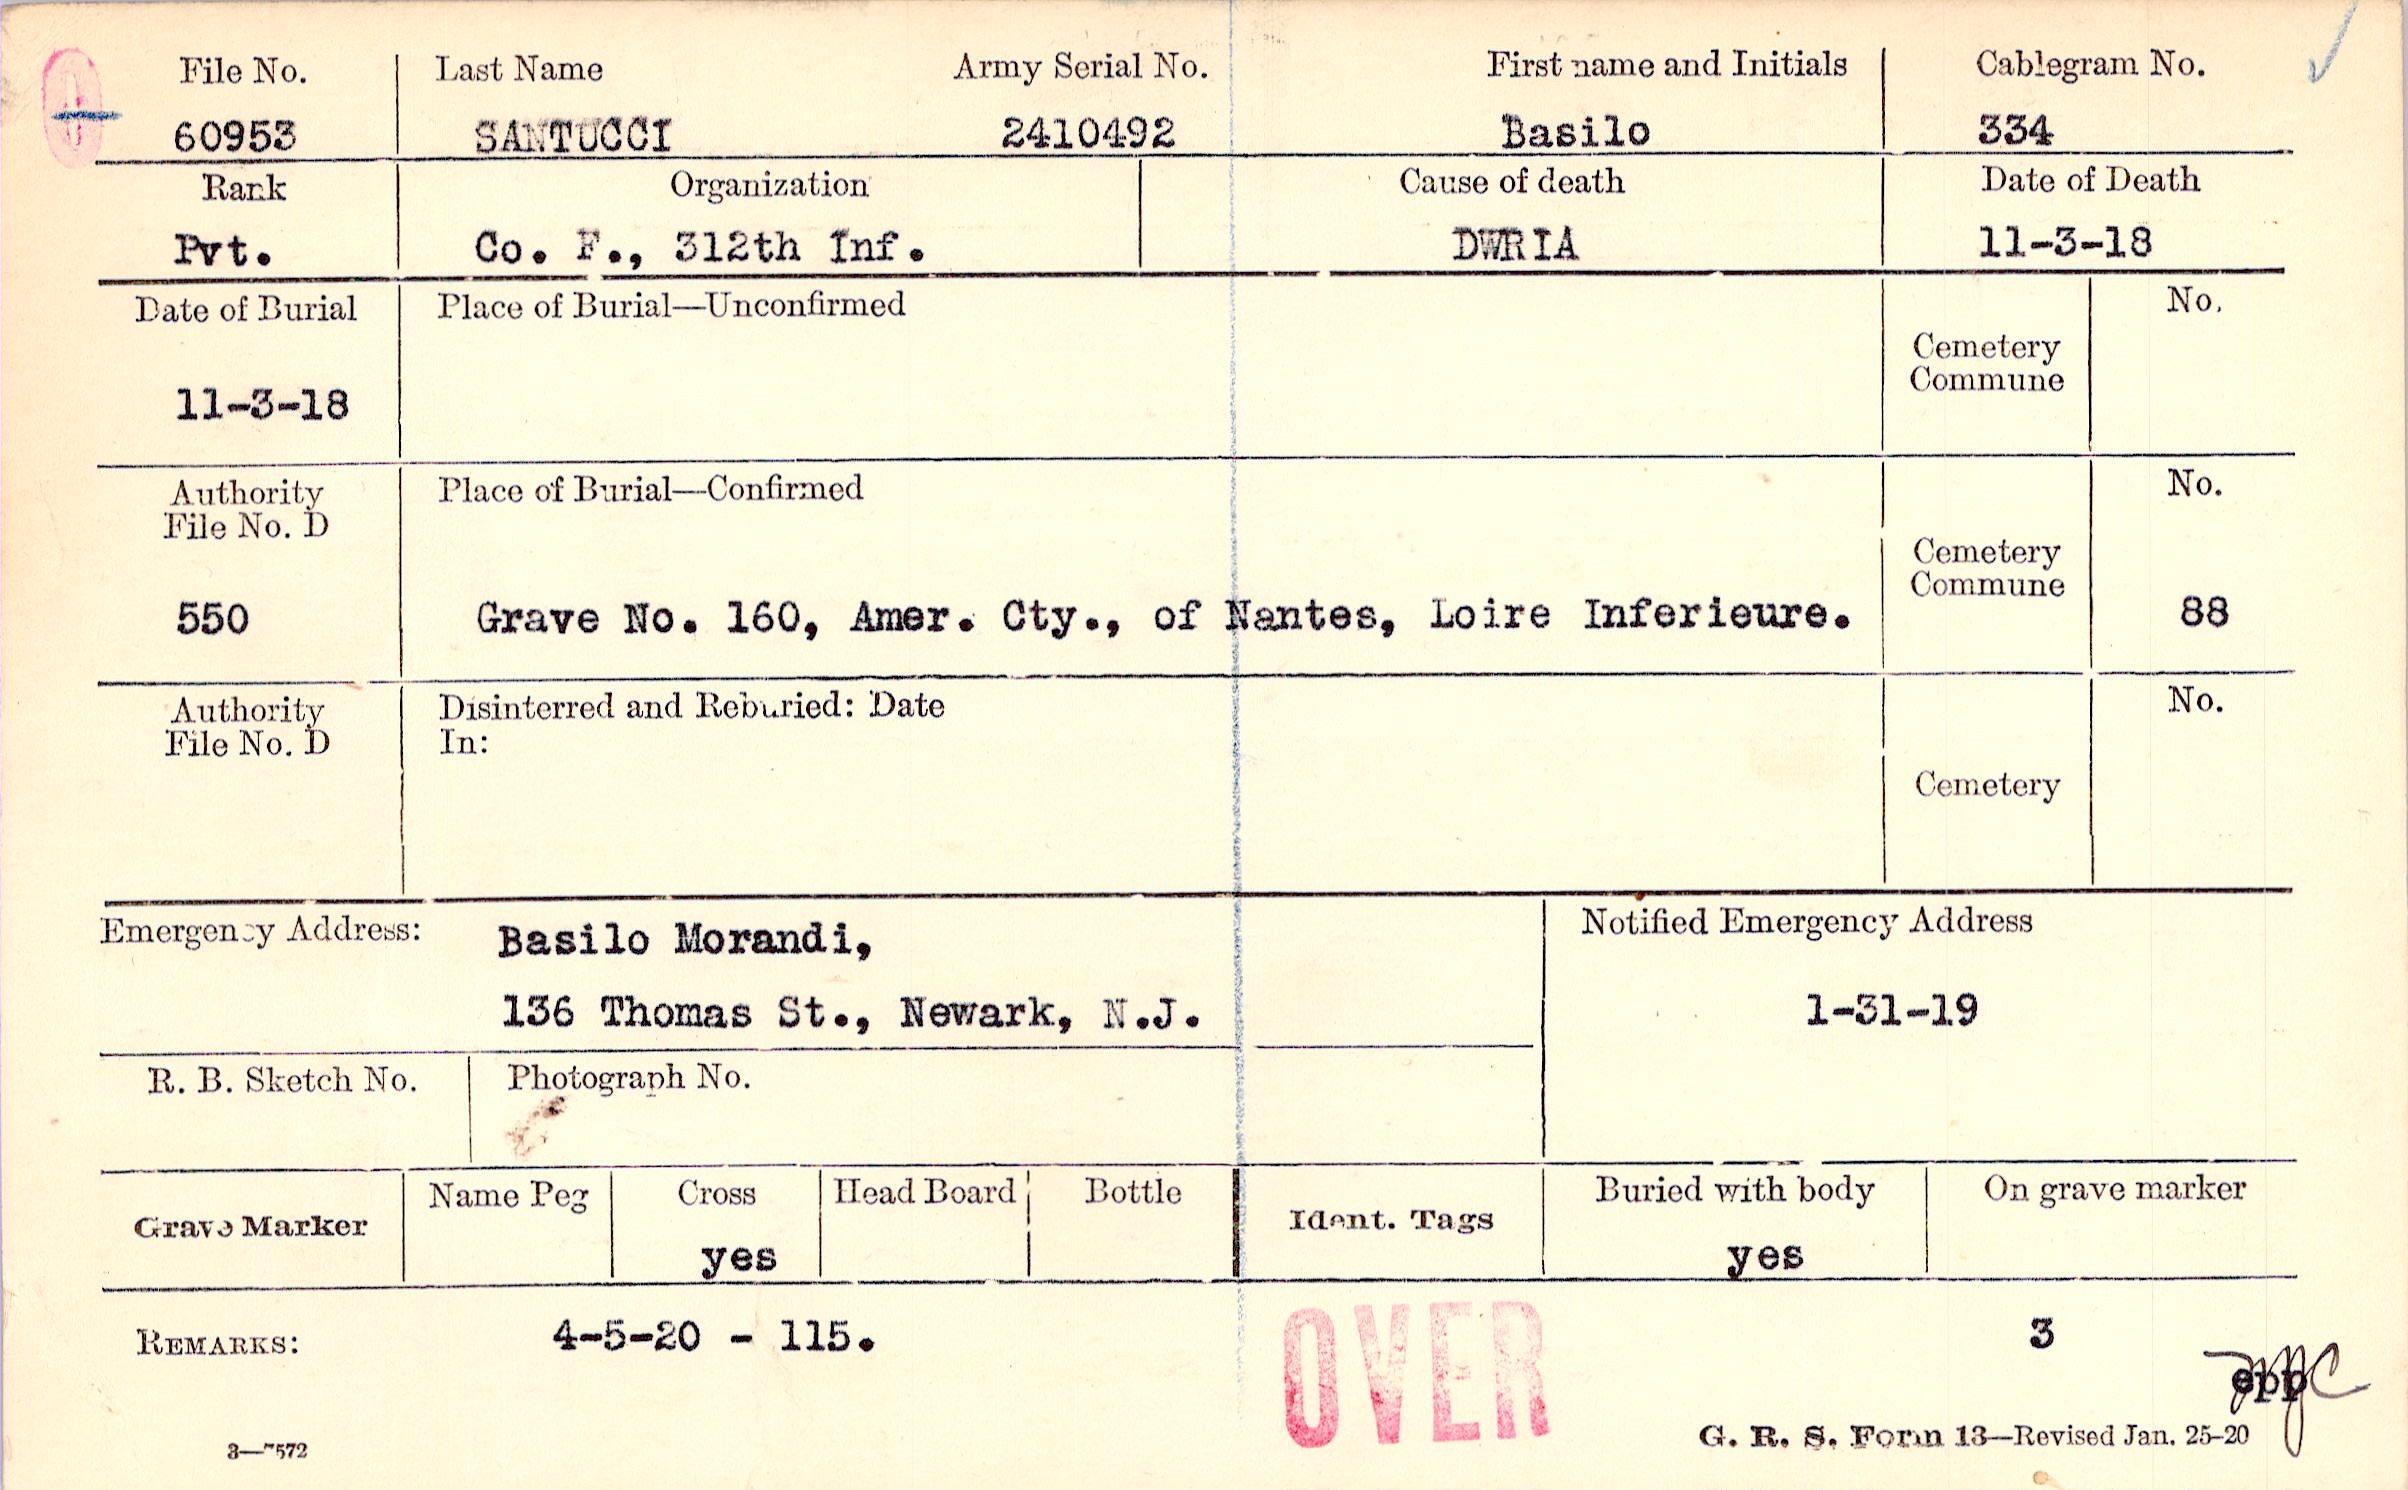 File No. Last Name Army Serial No. First name and Initials Cablegram No.
60953 SANTUCCI 2410492 Basilo 334
Rank Organization Cause of death Date of Death
Pvt. Co. F., 312th Inf. DWRIA 11-3-18
Date of Burial Place of Burial—Unconfirmed No.
Cemetery
Commune
11-3-18
Authority Place of Burial—Confirmed No.
File No. D
Cemetery
Commune
550 Grave No. 160, Amer. Cty., of Nantes, Loire Inferieure. 88
Authority Disinterred and Reburied: Date No.
File No. D In:
Cemetery
Emergency Address: Basilo Morandi, Notified Emergency Address
136 Thomas St., Newark, N.J. 1-31-19
R. B. Sketch No. Photograph No.
Grave Marker Name Peg Cross Head Board Bottle Ident. Tags Buried with body On grave marker
yes yes
REMARKS: 4-5-20 - 115. OVER 3
epp
3—7572 G. R. S. Form 13—Revised Jan. 25-20